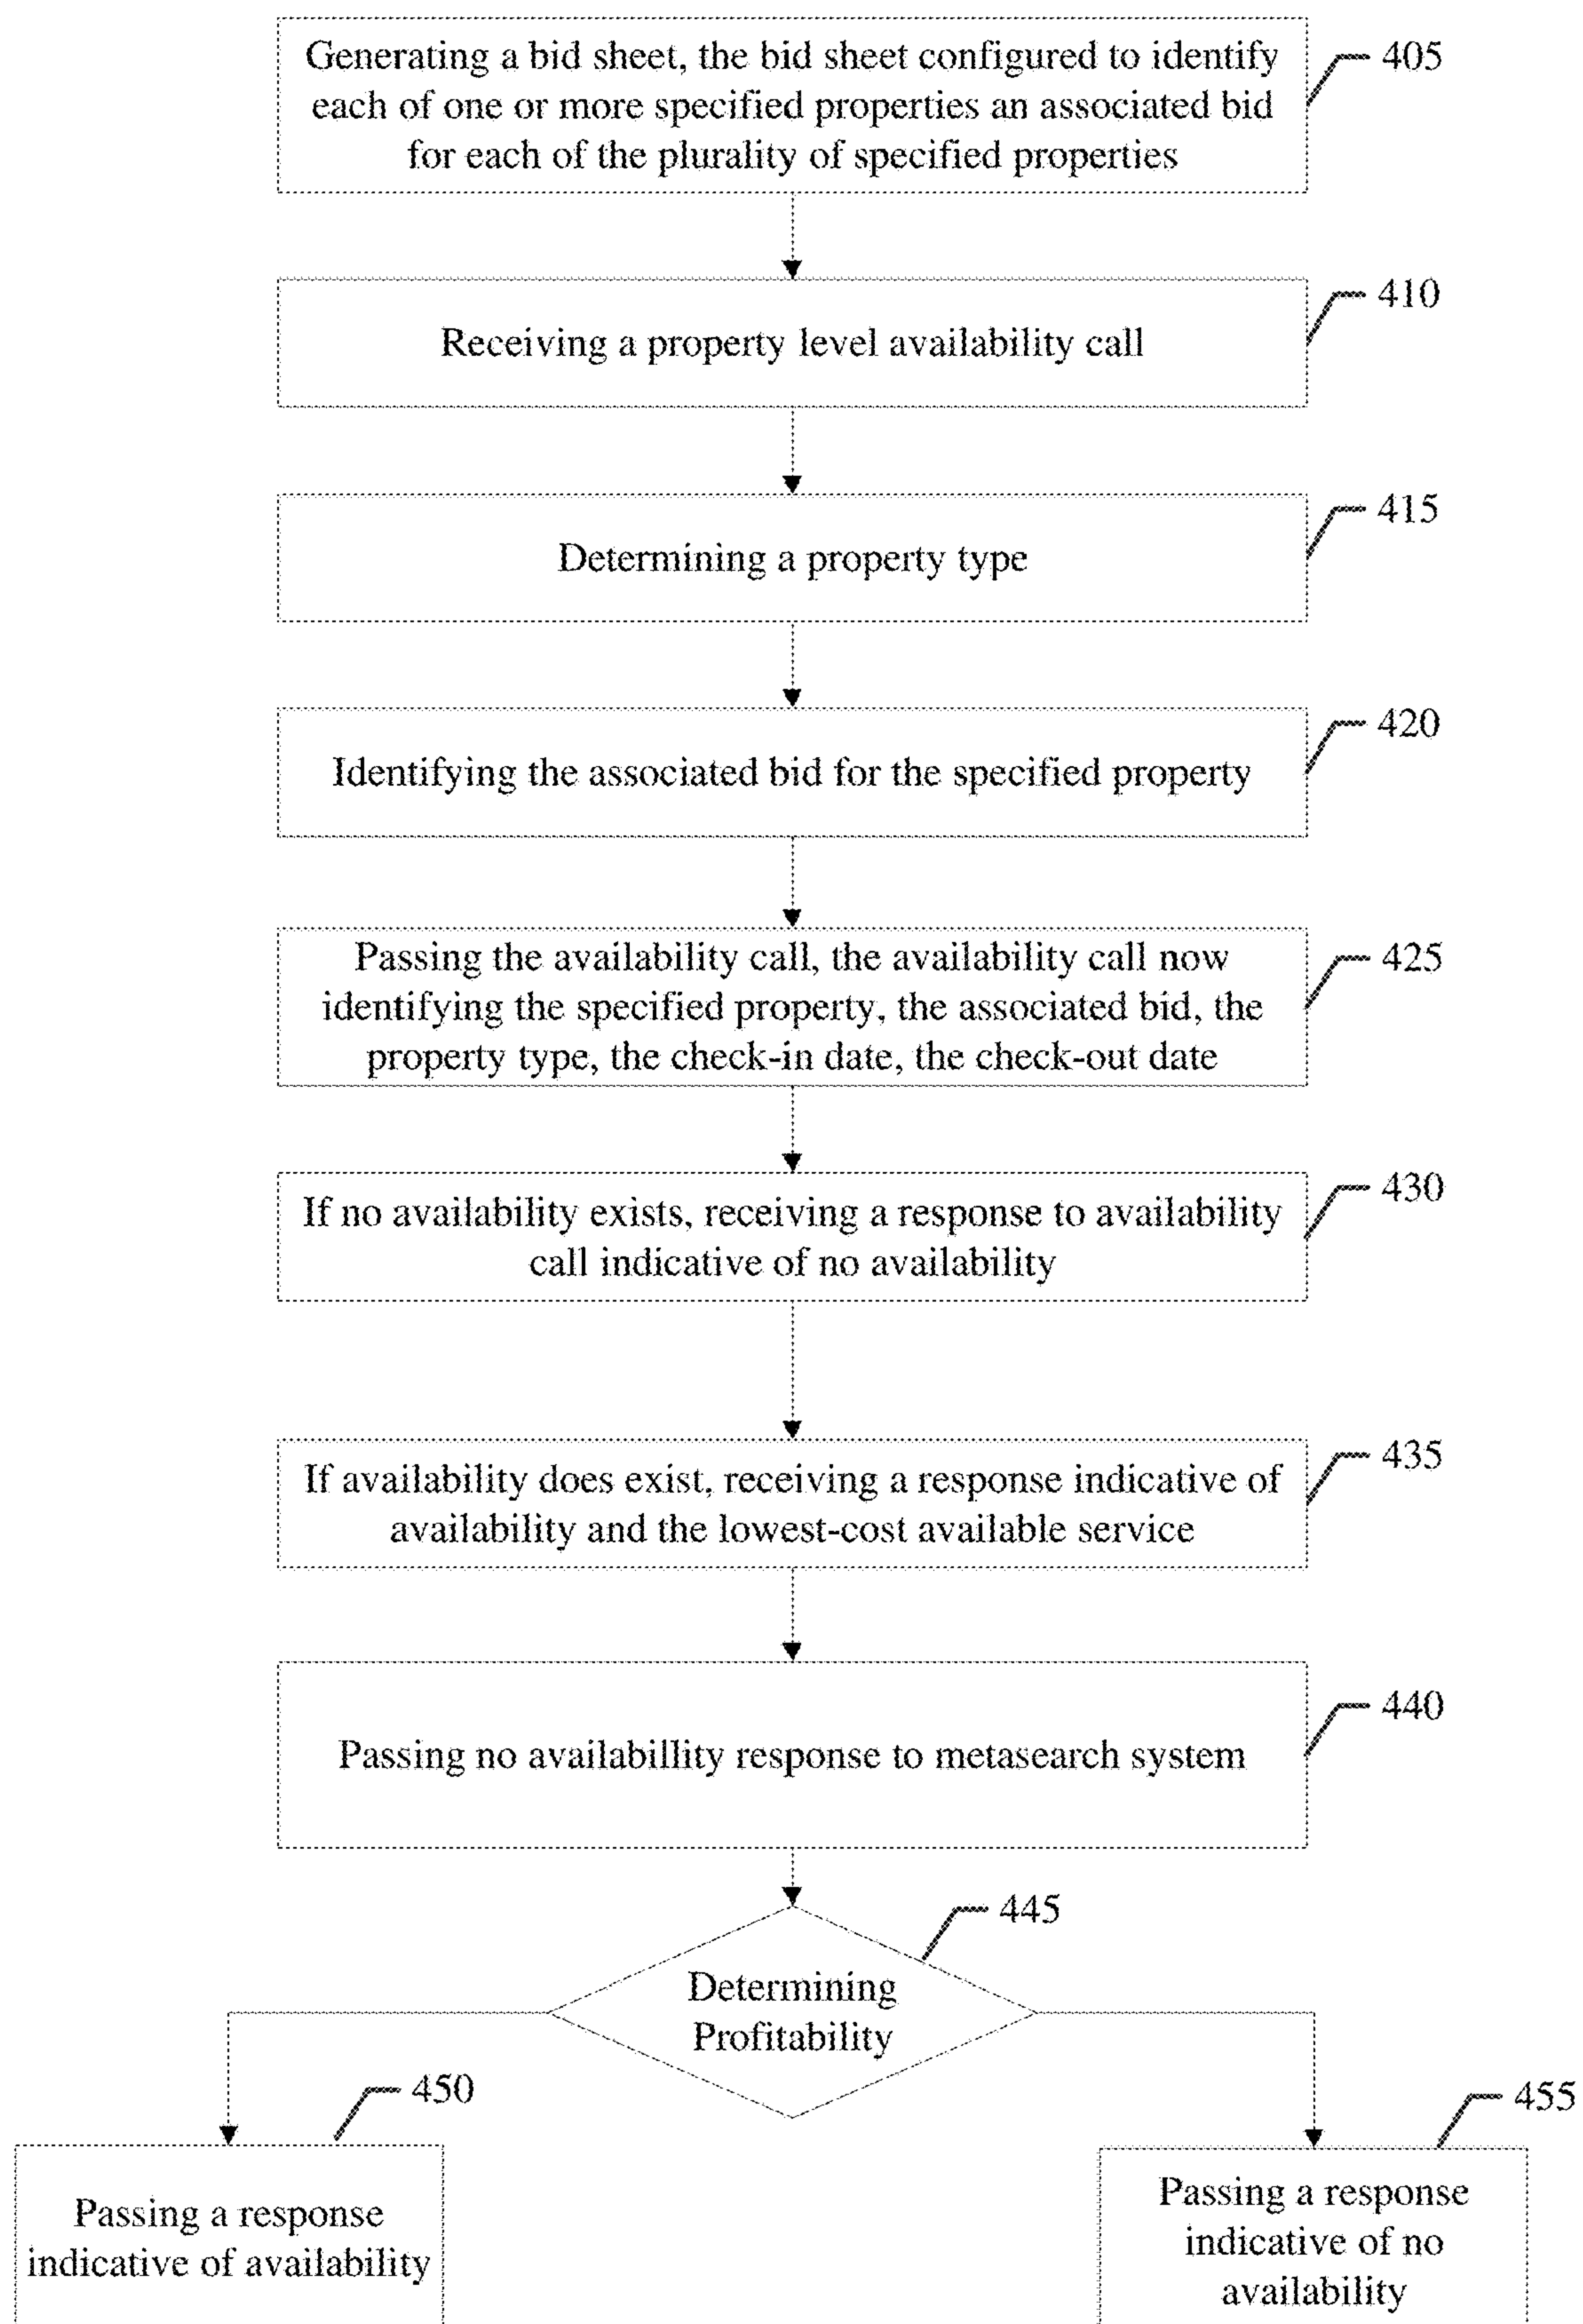 Generating a bid sheet, the bid sheet configured to identify
each of one or more specified properties an associated bid
for each of the plurality of specified properties
405
Receiving a property level availability call
410
Determining a property type
415
Identifying the associated bid for the specified property
420
Passing the availability call, the availability call now
identifying the specified property, the associated bid, the
property type, the check-in date, the check-out date
425
If no availability exists, receiving a response to availability
call indicative of no availability
430
If availability does exist, receiving a response indicative of
availability and the lowest-cost available service
435
Passing no availabillity response to metasearch system
440
445
Determining
Profitability
450
Passing a response
indicative of availability
455
Passing a response
indicative of no
availability